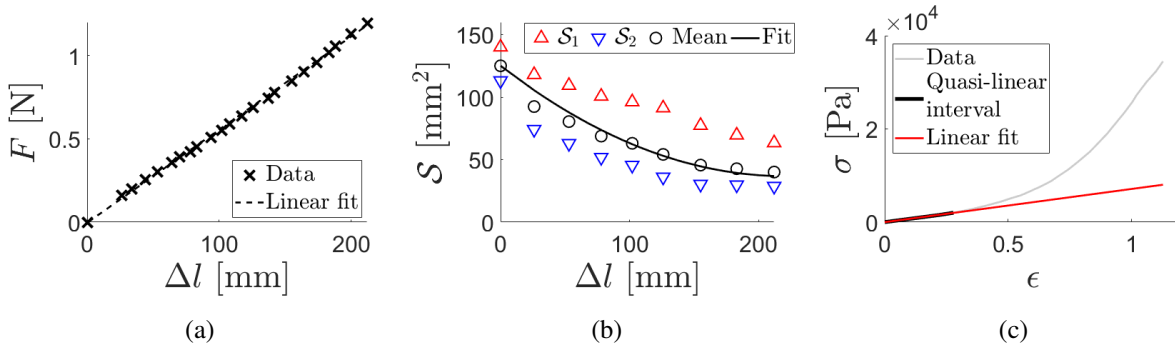 F [N]
1
0.5
0
Data
Linear fit
0 100 200
Δl [mm]
(a)
S [mm²]
150
100
50
0
S₁ S₂ Mean Fit
0 100 200
Δl [mm]
(b)
×10⁴
σ [Pa]
4
2
0
Data
Quasi-linear
interval
Linear fit
0 0.5 1
ϵ
(c)